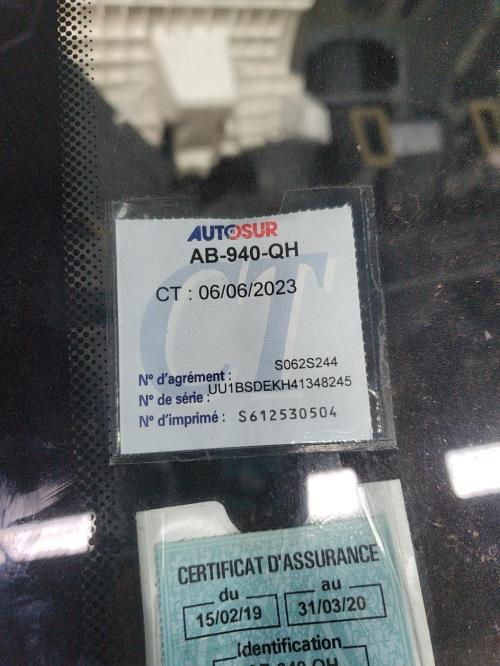 AUTOSUR
AB-940-QH
CT : 06/06/2023
S062S244
N° d'agrément :
UU1BSDEKH41348245
N° de série :
N° d'imprimé : S612530504
CERTIFICAT D'ASSURANCE
du au
15/02/19 31/03/20
Identification